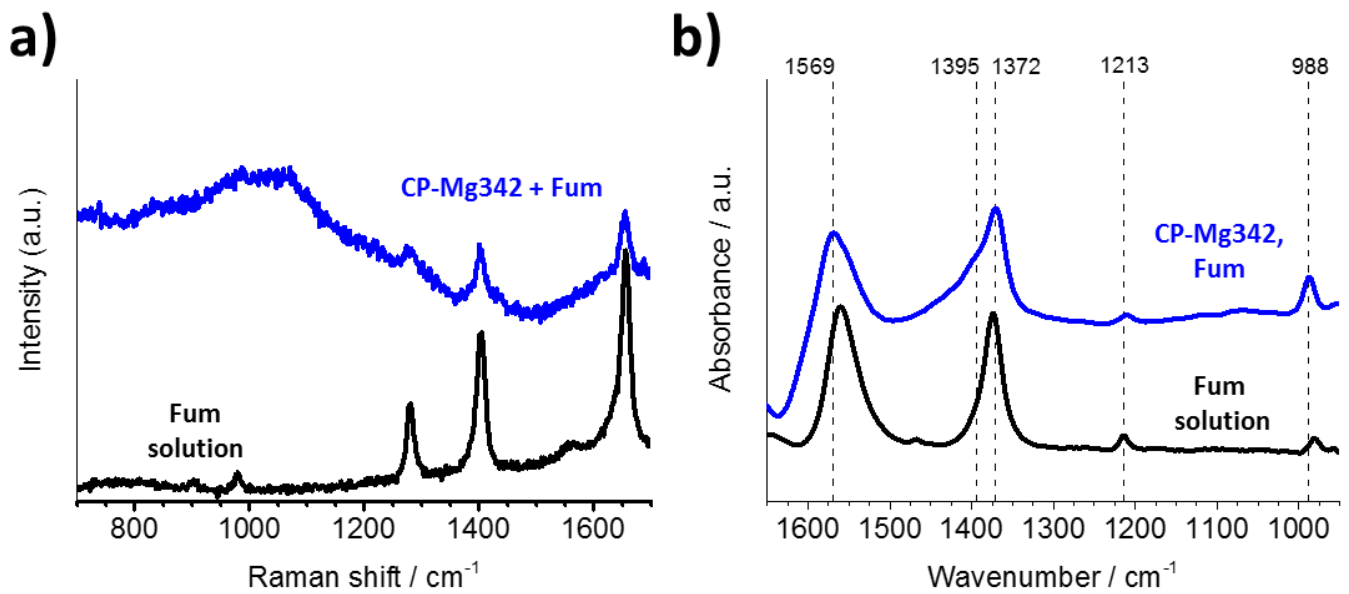 a)
Intensity (a.u.)
CP-Mg342 + Fum
Fum
solution
800 1000 1200 1400 1600
Raman shift / cm-1
b)
1569 1395 1372 1213 988
Absorbance / a.u.
CP-Mg342,
Fum
Fum
solution
1600 1500 1400 1300 1200 1100 1000
Wavenumber / cm-1